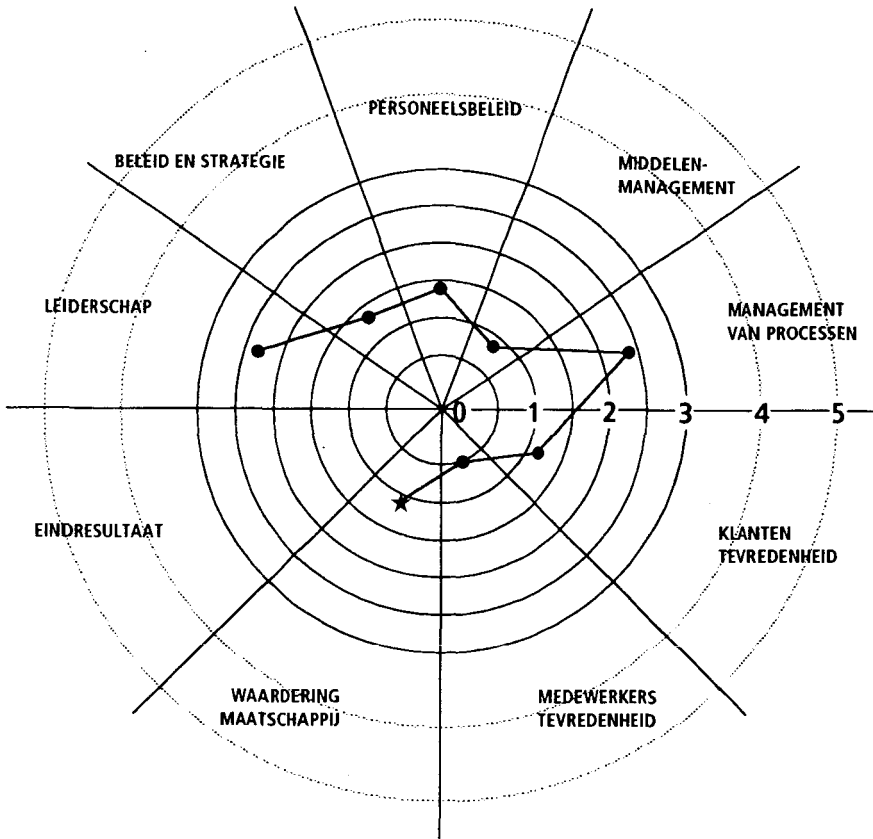 PERSONEELSBELEID
BELEID EN STRATEGIE
MIDDELEN-
MANAGEMENT
LEIDERSCHAP
MANAGEMENT
VAN PROCESSEN
0 1 2 3 4 5
EINDRESULTAAT
KLANTEN
TEVREDENHEID
WAARDERING
MAATSCHAPPIJ
MEDEWERKERS
TEVREDENHEID